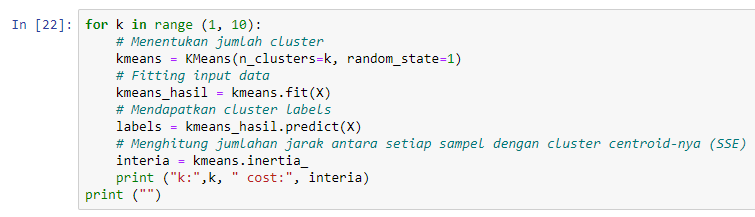 In [22]: for k in range (1, 10):
# Menentukan jumlah cluster
kmeans = KMeans(n_clusters=k, random_state=1)
# Fitting input data
kmeans_hasil = kmeans.fit(X)
# Mendapatkan cluster labels
labels = kmeans_hasil.predict(X)
# Menghitung jumlahan jarak antara setiap sampel dengan cluster centroid-nya (SSE)
interia = kmeans.inertia_
print ("k:",k, " cost:", interia)
print ("")